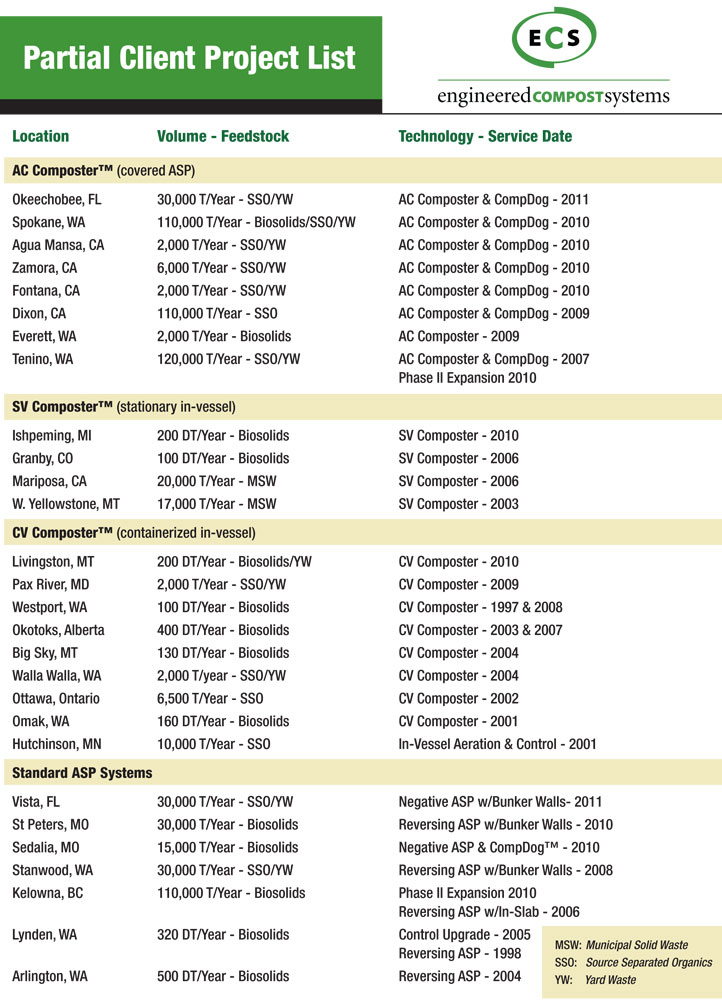 Partial Client Project List
ECS
engineeredCOMPOSTsystems
Location Volume - Feedstock Technology - Service Date
AC Composter™ (covered ASP)
Okeechobee, FL 30,000 T/Year - SSO/YW AC Composter & CompDog - 2011
Spokane, WA 110,000 T/Year - Biosolids/SSO/YW AC Composter & CompDog - 2010
Agua Mansa, CA 2,000 T/Year - SSO/YW AC Composter & CompDog - 2010
Zamora, CA 6,000 T/Year - SSO/YW AC Composter & CompDog - 2010
Fontana, CA 2,000 T/Year - SSO/YW AC Composter & CompDog - 2010
Dixon, CA 110,000 T/Year - SSO AC Composter & CompDog - 2009
Everett, WA 2,000 T/Year - Biosolids AC Composter - 2009
Tenino, WA 120,000 T/Year - SSO/YW AC Composter & CompDog - 2007
Phase II Expansion 2010
SV Composter™ (stationary in-vessel)
Ishpeming, MI 200 DT/Year - Biosolids SV Composter - 2010
Granby, CO 100 DT/Year - Biosolids SV Composter - 2006
Mariposa, CA 20,000 T/Year - MSW SV Composter - 2006
W. Yellowstone, MT 17,000 T/Year - MSW SV Composter - 2003
CV Composter™ (containerized in-vessel)
Livingston, MT 200 DT/Year - Biosolids/YW CV Composter - 2010
Pax River, MD 2,000 T/Year - SSO/YW CV Composter - 2009
Westport, WA 100 DT/Year - Biosolids CV Composter - 1997 & 2008
Okotoks, Alberta 400 DT/Year - Biosolids CV Composter - 2003 & 2007
Big Sky, MT 130 DT/Year - Biosolids CV Composter - 2004
Walla Walla, WA 2,000 T/year - SSO/YW CV Composter - 2004
Ottawa, Ontario 6,500 T/Year - SSO CV Composter - 2002
Omak, WA 160 DT/Year - Biosolids CV Composter - 2001
Hutchinson, MN 10,000 T/Year - SSO In-Vessel Aeration & Control - 2001
Standard ASP Systems
Vista, FL 30,000 T/Year - SSO/YW Negative ASP w/Bunker Walls- 2011
St Peters, MO 30,000 T/Year - Biosolids Reversing ASP w/Bunker Walls - 2010
Sedalia, MO 15,000 T/Year - Biosolids Negative ASP & CompDog™ - 2010
Stanwood, WA 30,000 T/Year - SSO/YW Reversing ASP w/Bunker Walls - 2008
Kelowna, BC 110,000 T/Year - Biosolids Phase II Expansion 2010
Reversing ASP w/In-Slab - 2006
Lynden, WA 320 DT/Year - Biosolids Control Upgrade - 2005
Reversing ASP - 1998
Arlington, WA 500 DT/Year - Biosolids Reversing ASP - 2004
MSW: Municipal Solid Waste
SSO: Source Separated Organics
YW: Yard Waste